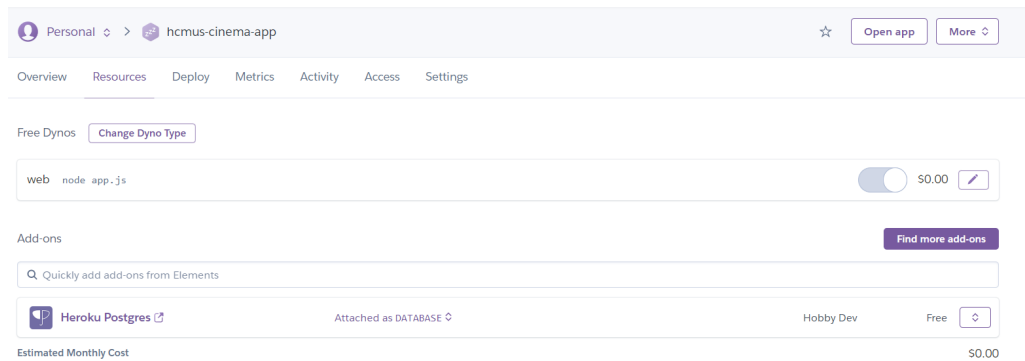 Personal > hcmus-cinema-app Open app More
Overview Resources Deploy Metrics Activity Access Settings
Free Dynos Change Dyno Type
web node app.js $0.00
Add-ons Find more add-ons
Quickly add add-ons from Elements
Heroku Postgres Attached as DATABASE Hobby Dev Free
Estimated Monthly Cost $0.00